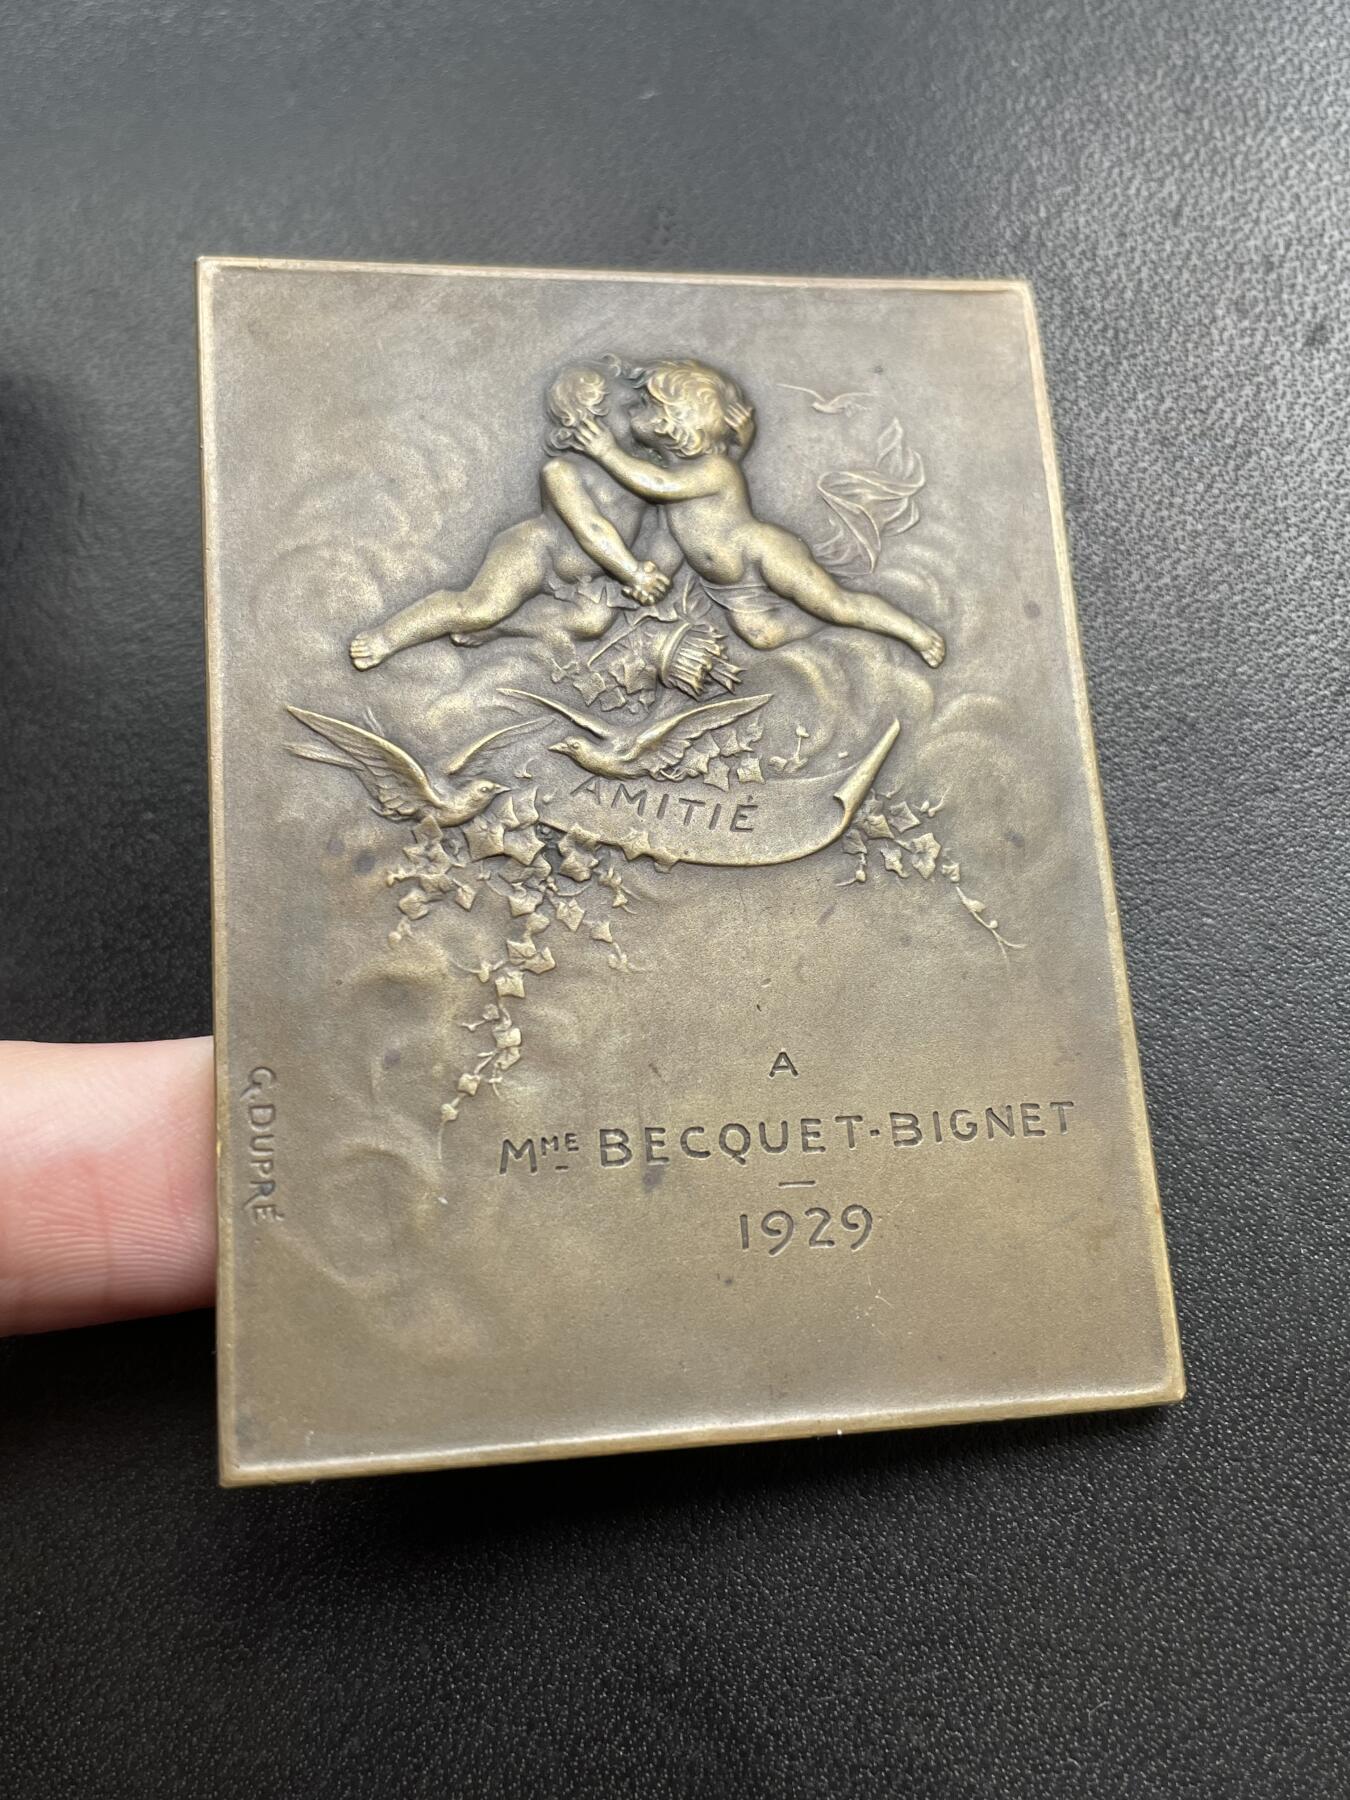 AMITIÉ
A
MME BECQUET-BIGNET
1929
G. DUPRÉ